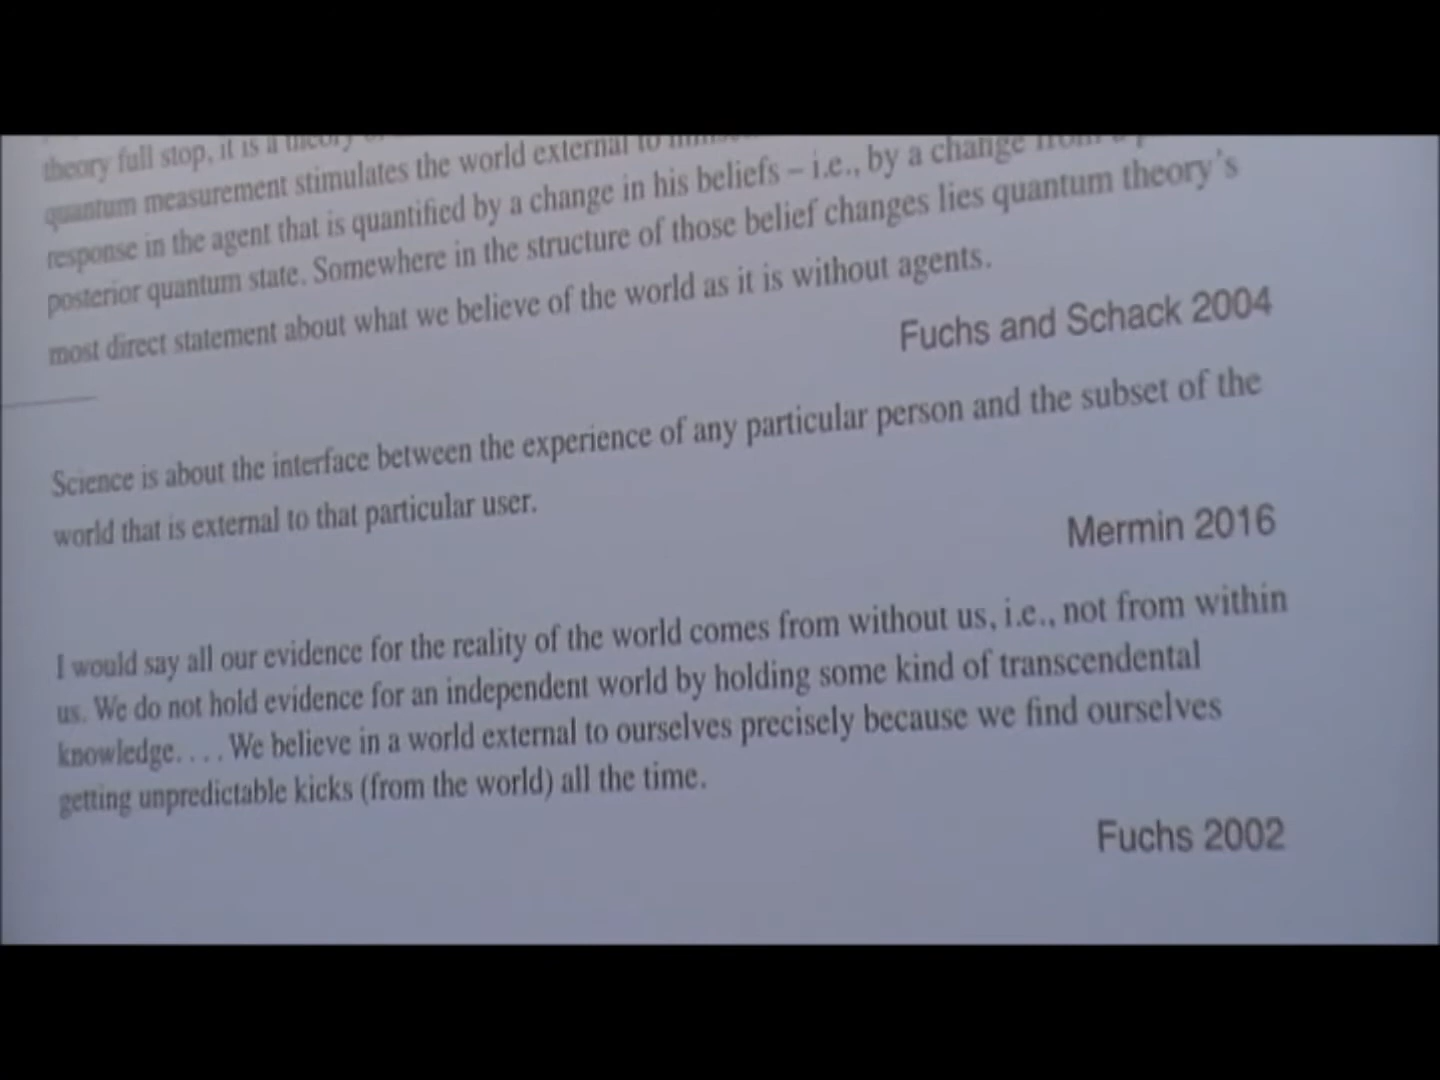 theory full stop, it is a theory
quantum measurement stimulates the world external to
response in the agent that is quantified by a change in his beliefs – i.e., by a change from a
posterior quantum state. Somewhere in the structure of those belief changes lies quantum theory's
most direct statement about what we believe of the world as it is without agents.
Fuchs and Schack 2004
Science is about the interface between the experience of any particular person and the subset of the
world that is external to that particular user.
Mermin 2016
I would say all our evidence for the reality of the world comes from without us, i.e., not from within
us. We do not hold evidence for an independent world by holding some kind of transcendental
knowledge. . . . We believe in a world external to ourselves precisely because we find ourselves
getting unpredictable kicks (from the world) all the time.
Fuchs 2002